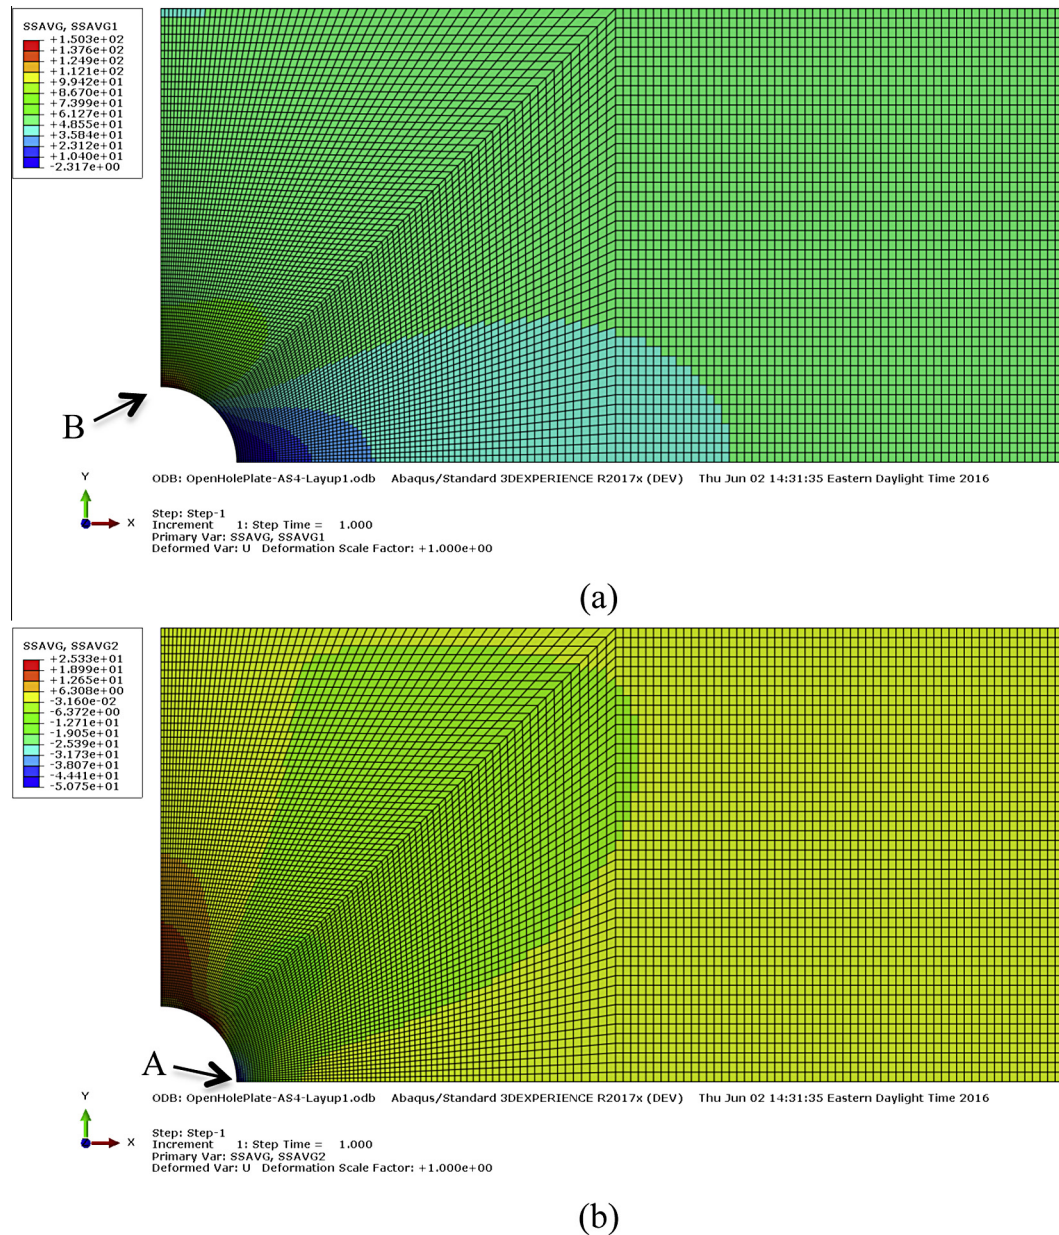 SSAVG, SSAVG1
+1.503e+02
+1.376e+02
+1.249e+02
+1.121e+02
+9.942e+01
+8.670e+01
+7.399e+01
+6.127e+01
+4.855e+01
+3.584e+01
+2.312e+01
+1.040e+01
-2.317e+00
B
Y
X
ODB: OpenHolePlate-AS4-Layup1.odb Abaqus/Standard 3DEXPERIENCE R2017x (DEV) Thu Jun 02 14:31:35 Eastern Daylight Time 2016
Step: Step-1
Increment 1: Step Time = 1.000
Primary Var: SSAVG, SSAVG1
Deformed Var: U Deformation Scale Factor: +1.000e+00
(a)
SSAVG, SSAVG2
+2.533e+01
+1.899e+01
+1.265e+01
+6.308e+00
-3.160e-02
-6.372e+00
-1.271e+01
-1.905e+01
-2.539e+01
-3.173e+01
-3.807e+01
-4.441e+01
-5.075e+01
A
Y
X
ODB: OpenHolePlate-AS4-Layup1.odb Abaqus/Standard 3DEXPERIENCE R2017x (DEV) Thu Jun 02 14:31:35 Eastern Daylight Time 2016
Step: Step-1
Increment 1: Step Time = 1.000
Primary Var: SSAVG, SSAVG2
Deformed Var: U Deformation Scale Factor: +1.000e+00
(b)